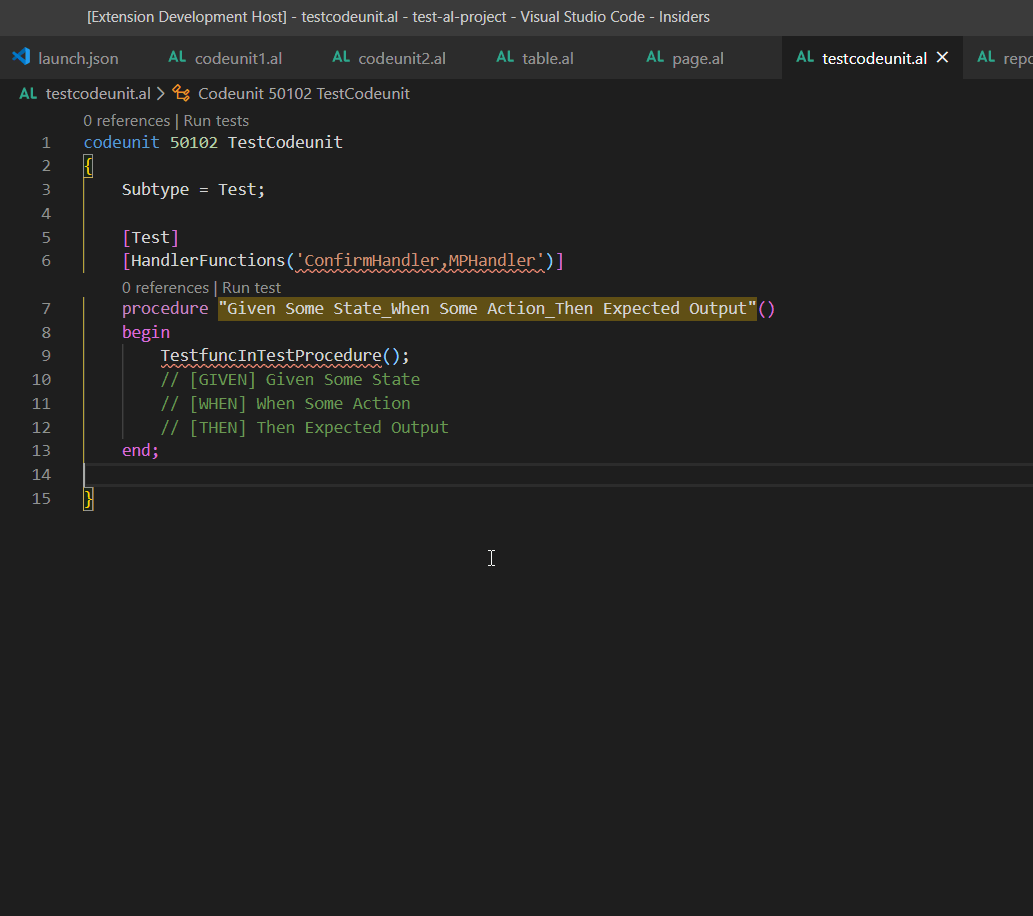 [Extension Development Host] - testcodeunit.al - test-al-project - Visual Studio Code - Insiders
launch.json AL codeunit1.al AL codeunit2.al AL table.al AL page.al AL testcodeunit.al AL repo
AL testcodeunit.al > Codeunit 50102 TestCodeunit
0 references | Run tests
1 codeunit 50102 TestCodeunit
2 {
3 Subtype = Test;
4
5 [Test]
6 [HandlerFunctions('ConfirmHandler,MPHandler')]
0 references | Run test
7 procedure "Given Some State_When Some Action_Then Expected Output"()
8 begin
9 TestfuncInTestProcedure();
10 // [GIVEN] Given Some State
11 // [WHEN] When Some Action
12 // [THEN] Then Expected Output
13 end;
14
15 }